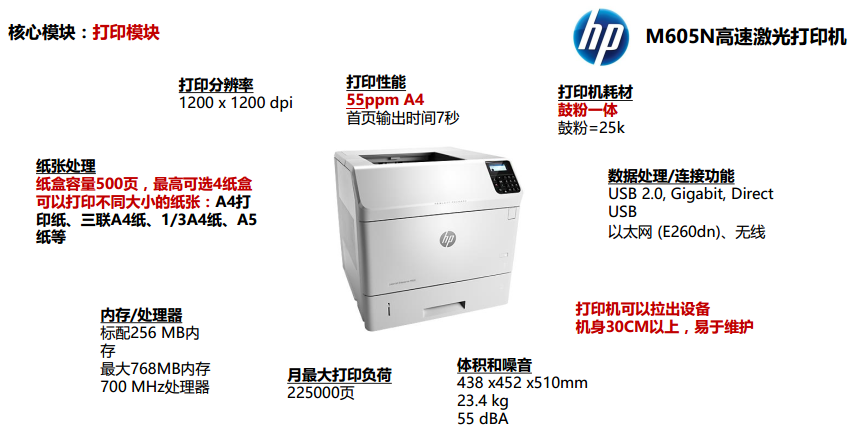 核心模块：打印模块
hp
M605N高速激光打印机
打印分辨率
1200 x 1200 dpi
打印性能
55ppm A4
首页输出时间7秒
打印机耗材
鼓粉一体
鼓粉=25k
纸张处理
纸盒容量500页，最高可选4纸盒
可以打印不同大小的纸张：A4打
印纸、三联A4纸、1/3A4纸、A5
纸等
数据处理/连接功能
USB 2.0, Gigabit, Direct
USB
以太网 (E260dn)、无线
hp
打印机可以拉出设备
机身30CM以上，易于维护
内存/处理器
标配256 MB内
存
最大768MB内存
700 MHz处理器
月最大打印负荷
225000页
体积和噪音
438 x452 x510mm
23.4 kg
55 dBA